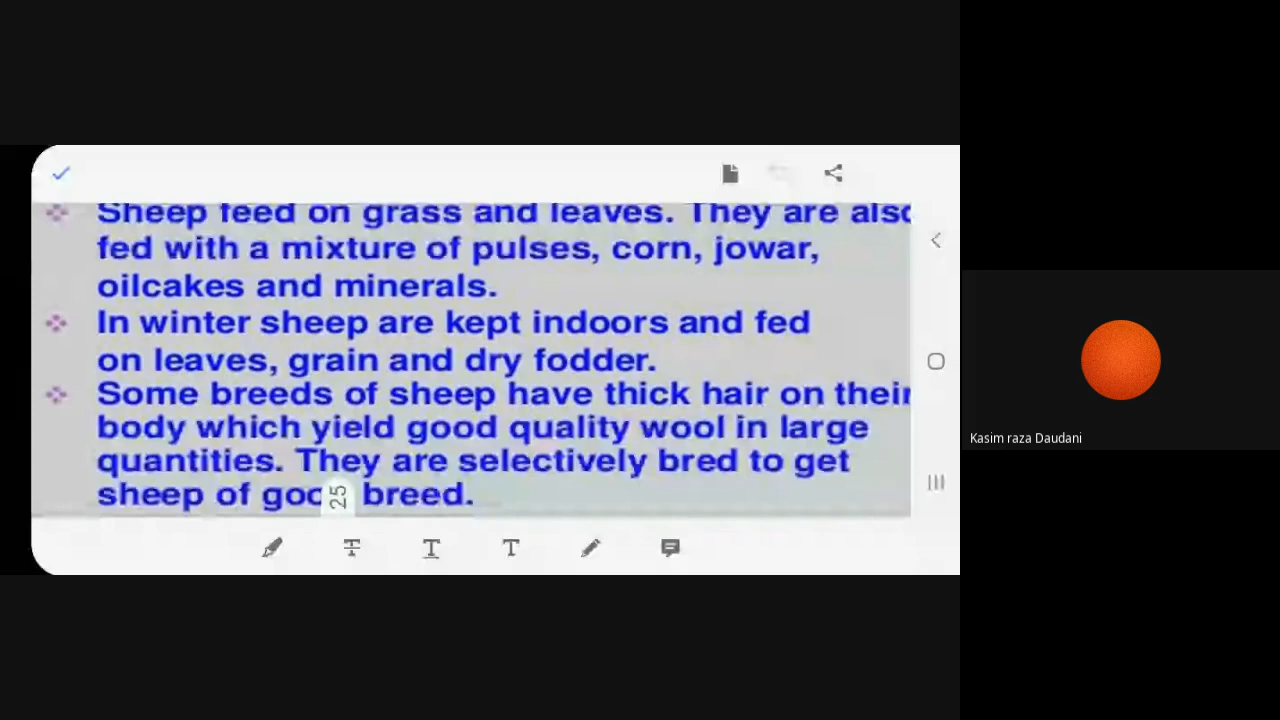 Sheep feed on grass and leaves. They are also
fed with a mixture of pulses, corn, jowar,
oilcakes and minerals.
In winter sheep are kept indoors and fed
on leaves, grain and dry fodder.
Some breeds of sheep have thick hair on their
body which yield good quality wool in large
quantities. They are selectively bred to get
sheep of good breed.
25
T T T
Kasim raza Daudani